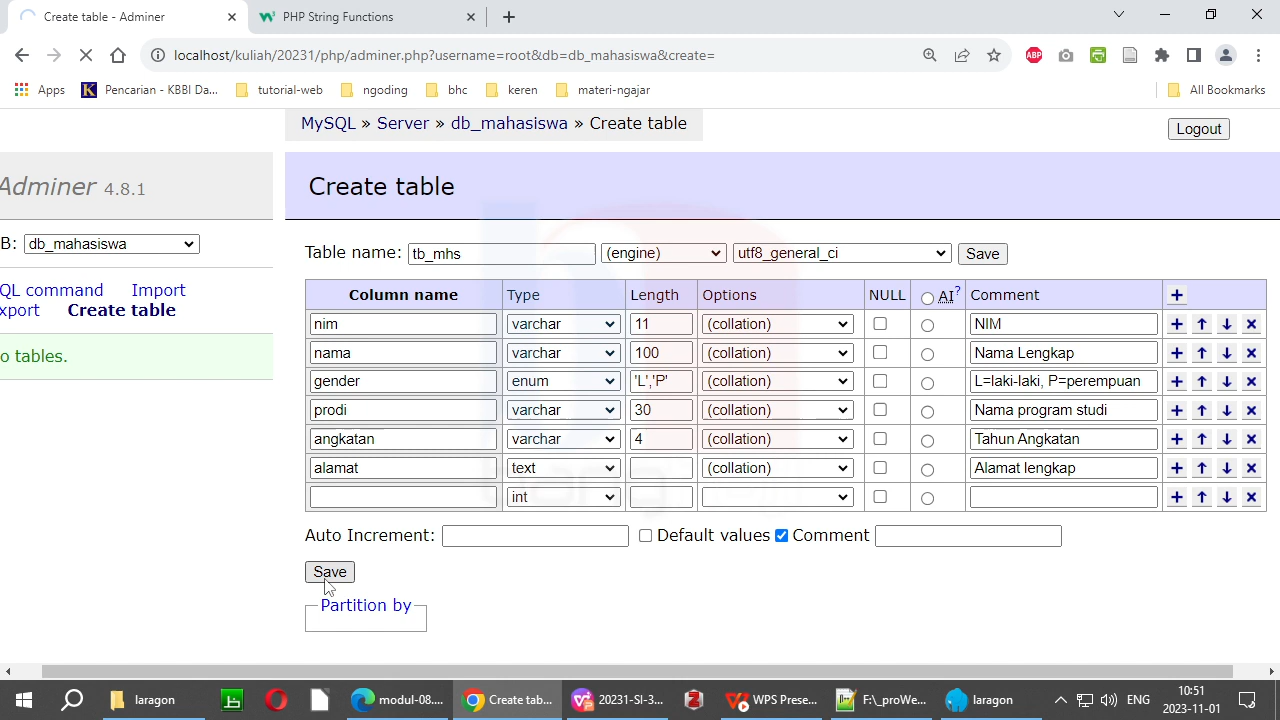 Create table - Adminer
PHP String Functions
localhost/kuliah/20231/php/adminer.php?username=root&db=db_mahasiswa&create=
ABP
Apps
K
Pencarian - KBBI Da...
tutorial-web
ngoding
bhc
keren
materi-ngajar
All Bookmarks
MySQL » Server » db_mahasiswa » Create table
Logout
Adminer 4.8.1
Create table
B: db_mahasiswa
QL command Import
xport Create table
o tables.
Table name: tb_mhs (engine) utf8_general_ci Save
Column name Type Length Options NULL AI? Comment +
nim varchar 11 (collation) NIM
nama varchar 100 (collation) Nama Lengkap
gender enum 'L','P' (collation) L=laki-laki, P=perempuan
prodi varchar 30 (collation) Nama program studi
angkatan varchar 4 (collation) Tahun Angkatan
alamat text (collation) Alamat lengkap
int
Auto Increment: Default values Comment
Save
Partition by
laragon
modul-08....
Create tab...
20231-SI-3...
WPS Prese...
F:\_proWe...
laragon
ENG
10:51
2023-11-01